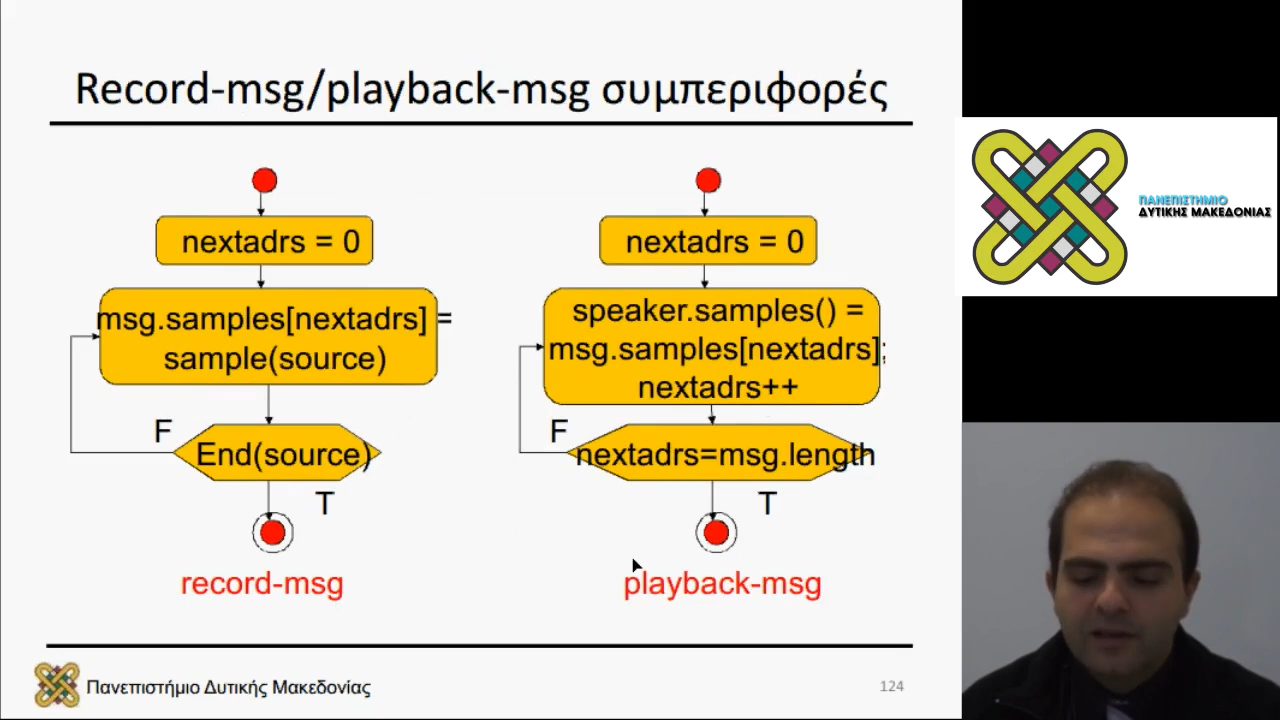 Record-msg/playback-msg συμπεριφορές
nextadrs = 0
msg.samples[nextadrs] =
sample(source)
F
End(source)
T
record-msg
nextadrs = 0
speaker.samples() =
msg.samples[nextadrs];
nextadrs++
F
nextadrs=msg.length
T
playback-msg
Πανεπιστήμιο Δυτικής Μακεδονίας
124
ΠΑΝΕΠΙΣΤΗΜΙΟ
ΔΥΤΙΚΗΣ ΜΑΚΕΔΟΝΙΑΣ